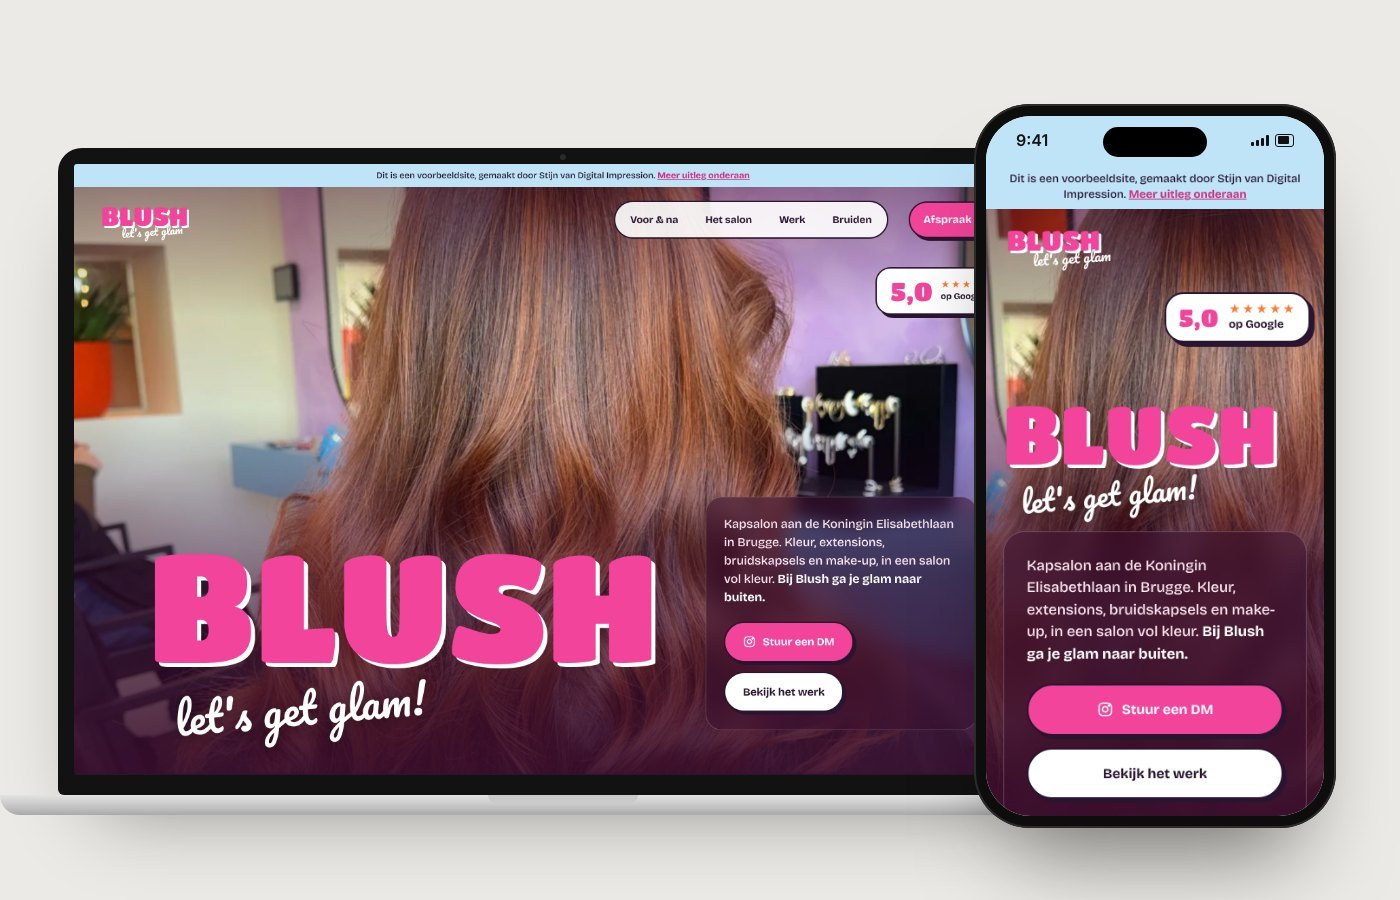 Dit is een voorbeeldsite, gemaakt door Stijn van Digital Impression. Meer uitleg onderaan
BLUSH
let's get glam
Voor & na
Het salon
Werk
Bruiden
Afspraak
5,0
op Goog
BLUSH
let's get glam!
Kapsalon aan de Koningin Elisabethlaan
in Brugge. Kleur, extensions,
bruidskapsels en make-up, in een salon
vol kleur. Bij Blush ga je glam naar
buiten.
Stuur een DM
Bekijk het werk
9:41
Dit is een voorbeeldsite, gemaakt door Stijn van Digital
Impression. Meer uitleg onderaan
BLUSH
let's get glam
5,0
op Google
BLUSH
let's get glam!
Kapsalon aan de Koningin
Elisabethlaan in Brugge. Kleur,
extensions, bruidskapsels en make-
up, in een salon vol kleur. Bij Blush
ga je glam naar buiten.
Stuur een DM
Bekijk het werk